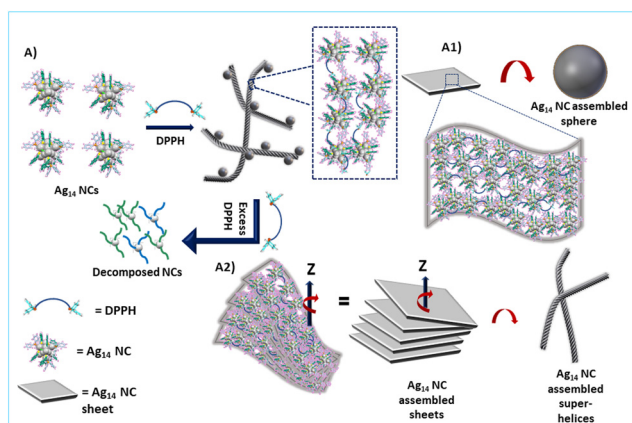 A)
DPPH
Ag14 NCs
A1)
Ag14 NC assembled
sphere
Excess
DPPH
Decomposed NCs
A2)
Z
=
Z
Ag14 NC
assembled
sheets
Ag14 NC
assembled
super-
helices
= DPPH
= Ag14 NC
= Ag14 NC
sheet